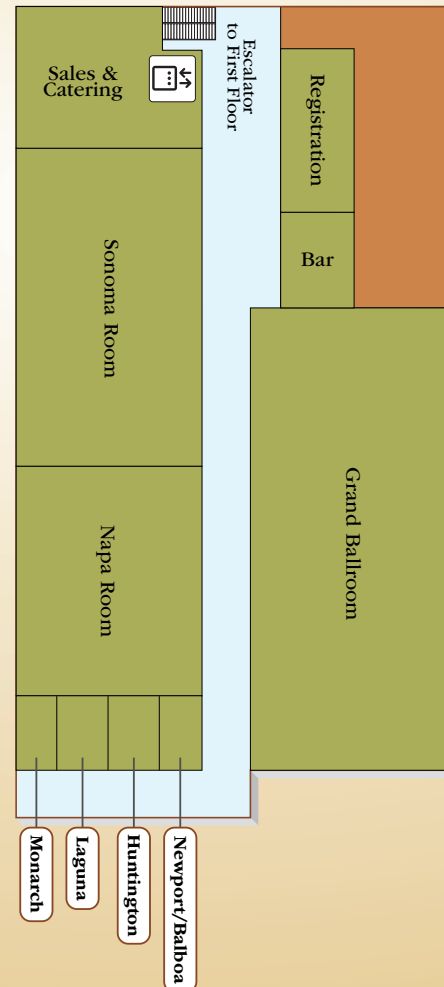 Sales &
Catering
Escalator
to First Floor
Registration
Bar
Sonoma Room
Grand Ballroom
Napa Room
Monarch
Laguna
Huntington
Newport/Balboa